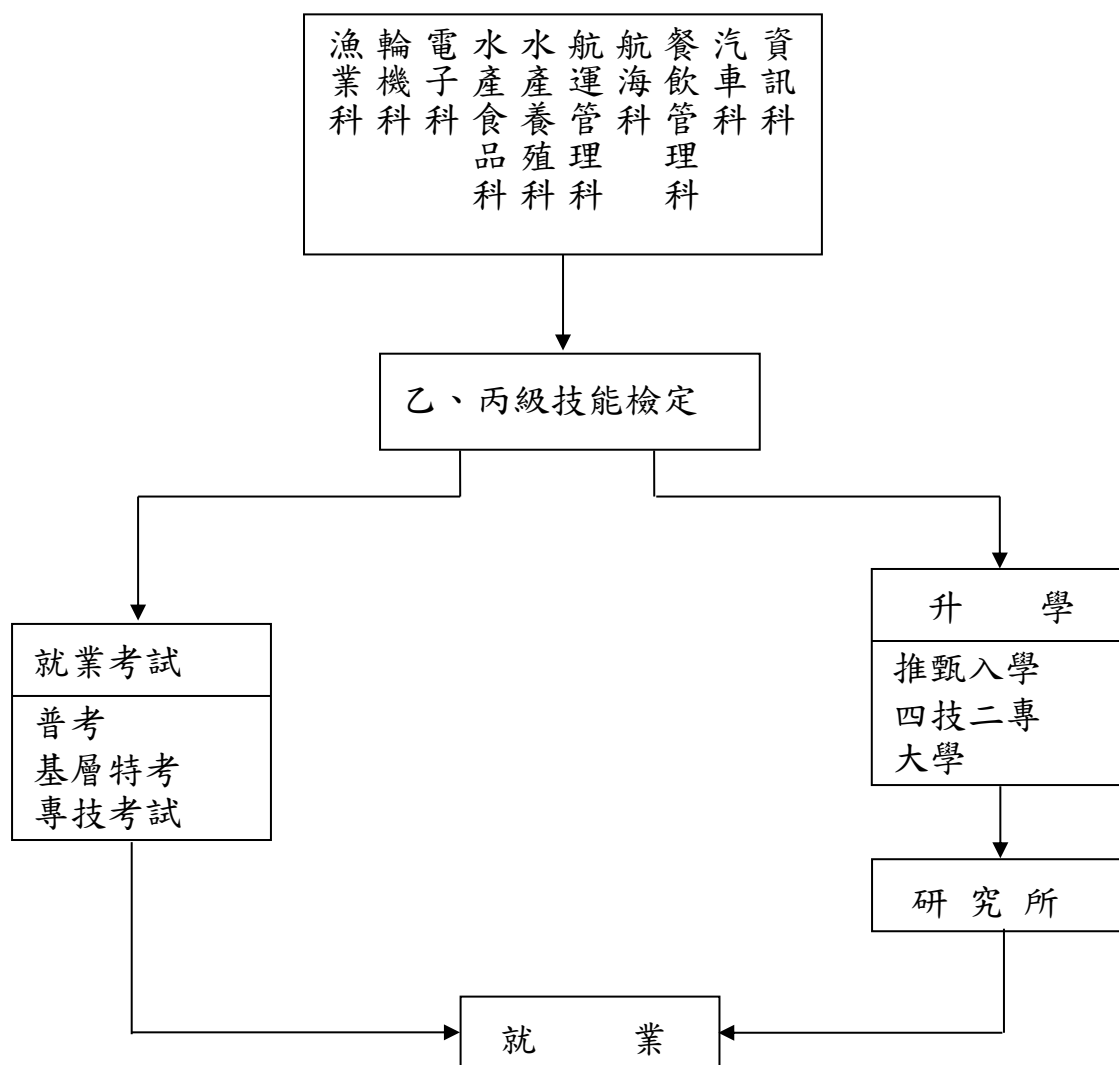 漁業科
輪機科
電子科
水產食品科
水產養殖科
航運管理科
航海科
餐飲管理科
汽車科
資訊科
乙、丙級技能檢定
就業考試
普考
基層特考
專技考試
升 學
推甄入學
四技二專
大學
研 究 所
就 業